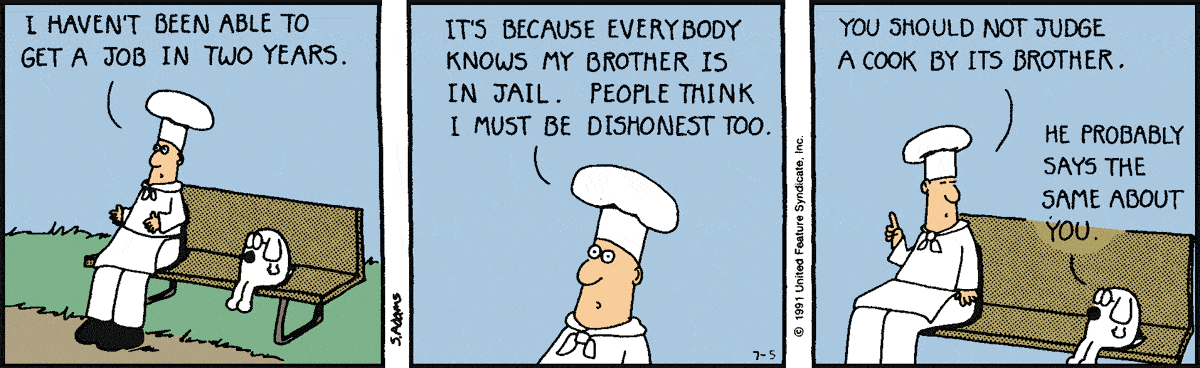 I HAVEN'T BEEN ABLE TO
GET A JOB IN TWO YEARS.
S.Adams
IT'S BECAUSE EVERYBODY
KNOWS MY BROTHER IS
IN JAIL. PEOPLE THINK
I MUST BE DISHONEST TOO.
7-5
© 1991 United Feature Syndicate, Inc.
YOU SHOULD NOT JUDGE
A COOK BY ITS BROTHER.
HE PROBABLY
SAYS THE
SAME ABOUT
YOU.